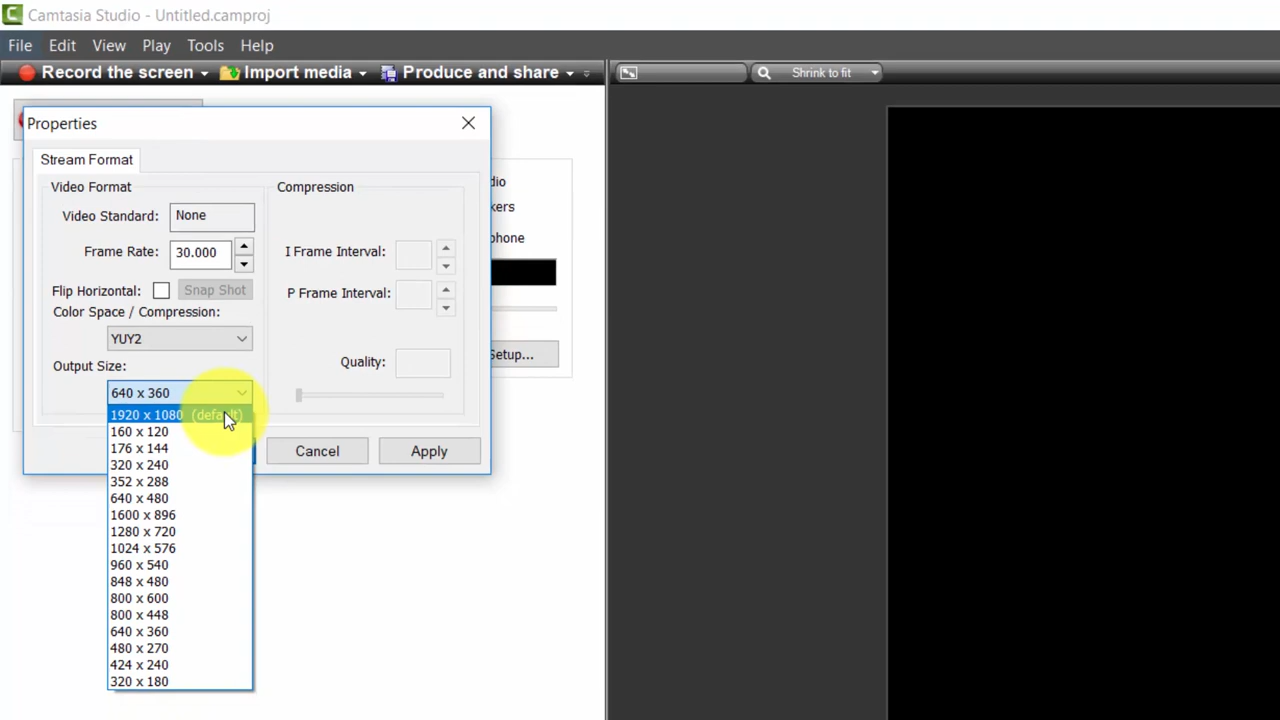 Camtasia Studio - Untitled.camproj
File Edit View Play Tools Help
Record the screen Import media Produce and share Shrink to fit
Properties
Stream Format
Video Format
Compression
Video Standard: None
Frame Rate: 30.000
I Frame Interval:
Flip Horizontal: Snap Shot
P Frame Interval:
Color Space / Compression:
YUY2
Output Size:
Quality:
640 x 360
1920 x 1080 (default)
160 x 120
176 x 144
320 x 240
352 x 288
640 x 480
1600 x 896
1280 x 720
1024 x 576
960 x 540
848 x 480
800 x 600
800 x 448
640 x 360
480 x 270
424 x 240
320 x 180
Cancel Apply
dio
kers
phone
Setup...